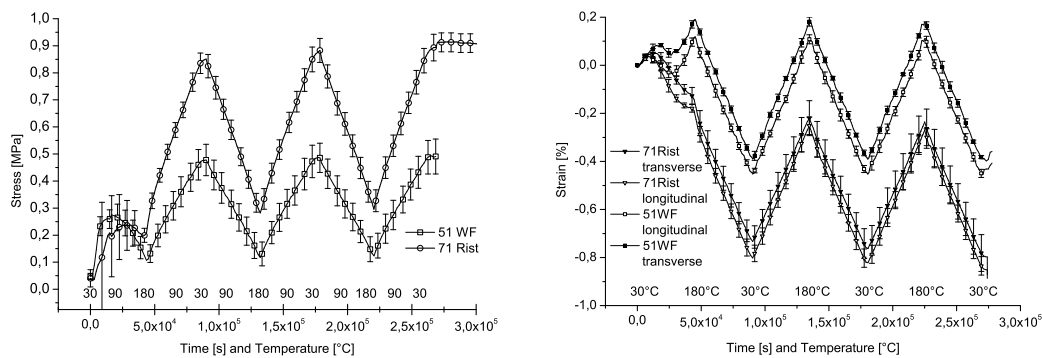 1,0
0,9
0,8
0,7
0,6
0,5
0,4
0,3
0,2
0,1
0,0
Stress [MPa]
51 WF
71 Rist
30 90 180 90 30 90 180 90 30 90 180 90 30
0,0 5,0x10⁴ 1,0x10⁵ 1,5x10⁵ 2,0x10⁵ 2,5x10⁵ 3,0x10⁵
Time [s] and Temperature [°C]
0,2
0,0
-0,2
-0,4
-0,6
-0,8
-1,0
Strain [%]
71Rist
transverse
71Rist
longitudinal
51WF
longitudinal
51WF
transverse
30°C 180°C 30°C 180°C 30°C 180°C 30°C
0,0 5,0x10⁴ 1,0x10⁵ 1,5x10⁵ 2,0x10⁵ 2,5x10⁵ 3,0x10⁵
Time [s] and Temperature [°C]